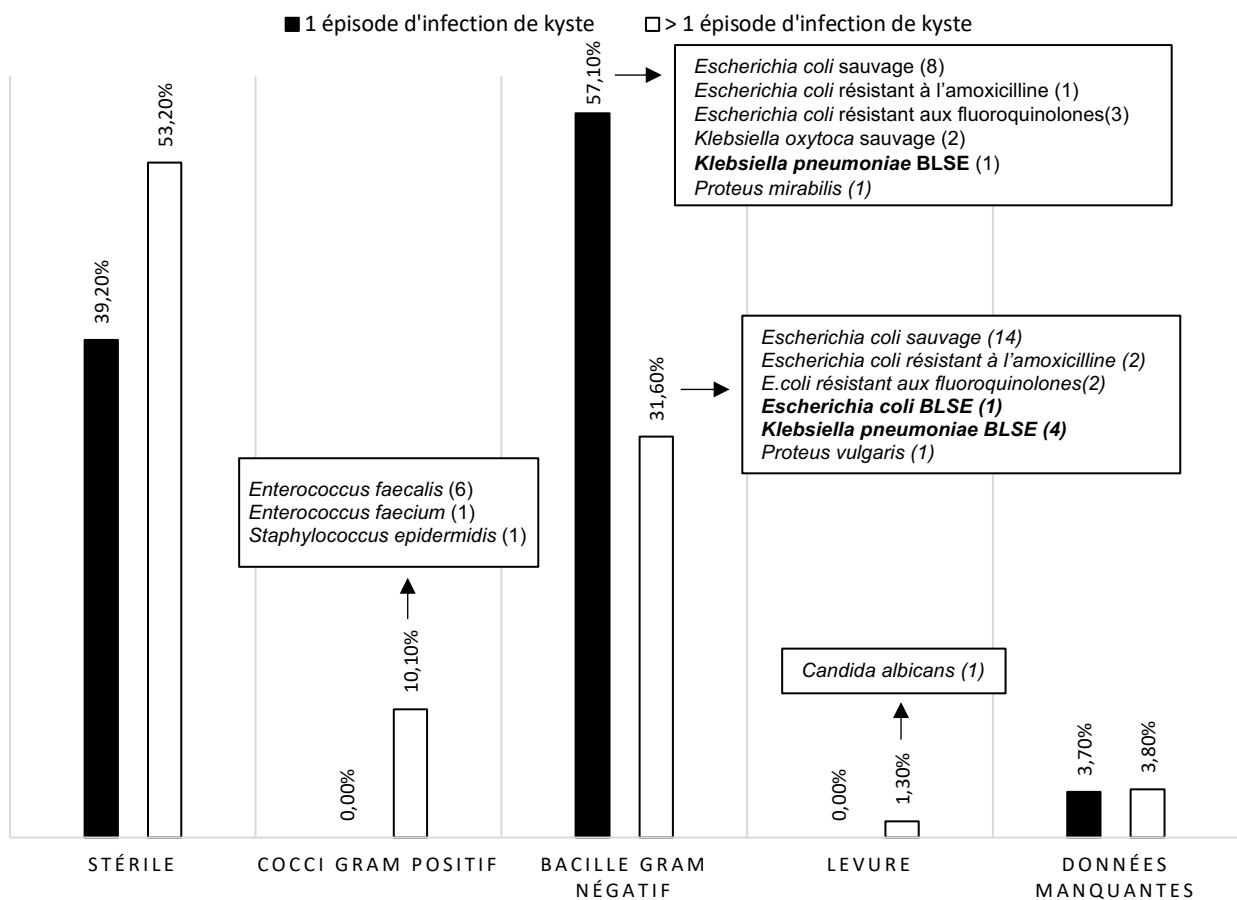 1 épisode d'infection de kyste
> 1 épisode d'infection de kyste
39,20%
53,20%
0,00%
10,10%
57,10%
31,60%
0,00%
1,30%
3,70%
3,80%
Escherichia coli sauvage (8)
Escherichia coli résistant à l’amoxicilline (1)
Escherichia coli résistant aux fluoroquinolones(3)
Klebsiella oxytoca sauvage (2)
Klebsiella pneumoniae BLSE (1)
Proteus mirabilis (1)
Escherichia coli sauvage (14)
Escherichia coli résistant à l’amoxicilline (2)
E.coli résistant aux fluoroquinolones(2)
Escherichia coli BLSE (1)
Klebsiella pneumoniae BLSE (4)
Proteus vulgaris (1)
Enterococcus faecalis (6)
Enterococcus faecium (1)
Staphylococcus epidermidis (1)
Candida albicans (1)
STÉRILE
COCCI GRAM POSITIF
BACILLE GRAM
NÉGATIF
LEVURE
DONNÉES
MANQUANTES